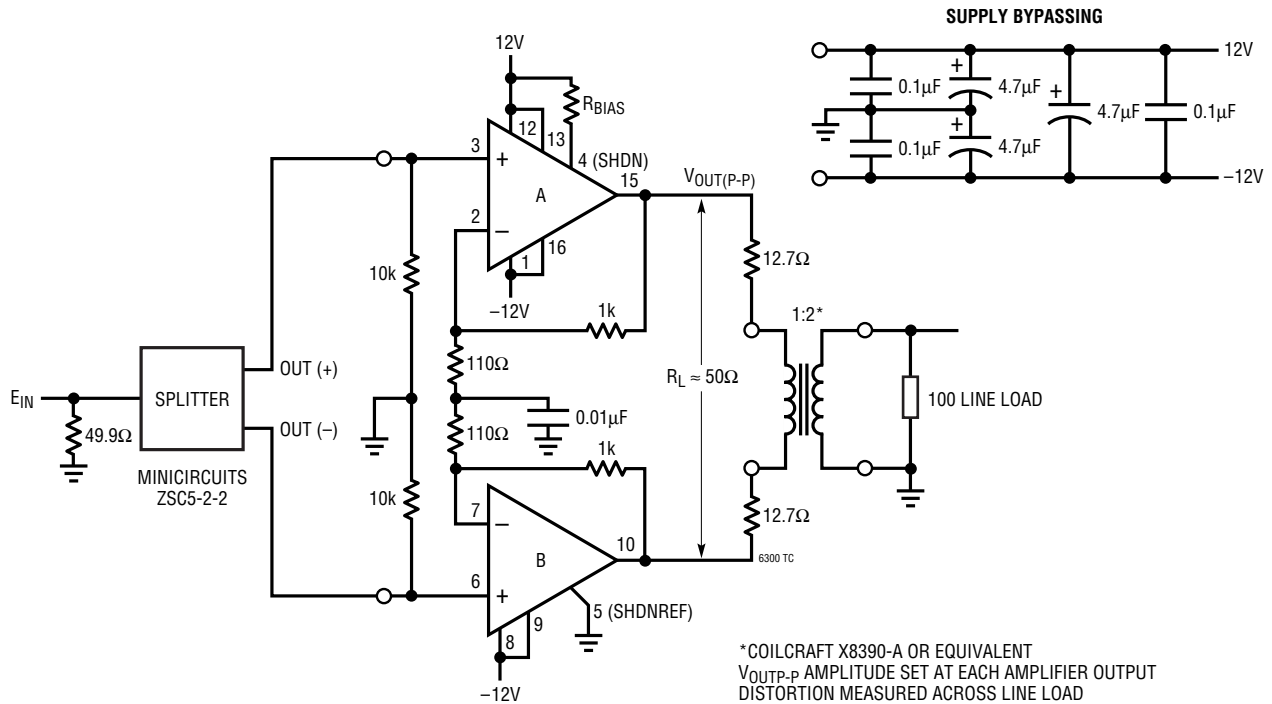 SUPPLY BYPASSING
12V
0.1µF
+
4.7µF
+
4.7µF
0.1µF
0.1µF
+
4.7µF
–12V
12V
RBIAS
12
13
3
+
4 (SHDN)
15
VOUT(P-P)
A
2
–
1
16
–12V
12.7Ω
10k
1k
110Ω
1:2*
RL ≈ 50Ω
EIN
SPLITTER
OUT (+)
OUT (–)
49.9Ω
MINICIRCUITS
ZSC5-2-2
0.01µF
110Ω
100 LINE LOAD
1k
10k
7
–
10
12.7Ω
B
6300 TC
6
+
5 (SHDNREF)
8
9
–12V
*COILCRAFT X8390-A OR EQUIVALENT
VOUTP-P AMPLITUDE SET AT EACH AMPLIFIER OUTPUT
DISTORTION MEASURED ACROSS LINE LOAD